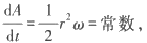 dA/dt = 1/2 r²ω = 常数，